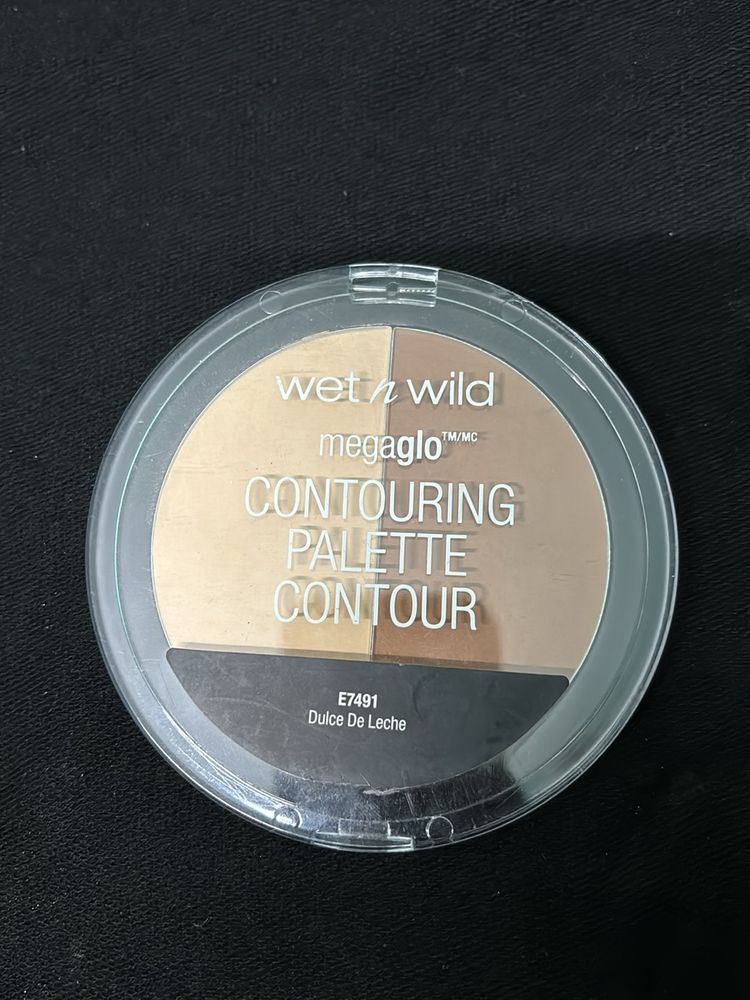 wet n wild
megaglo™/MC
CONTOURING
PALETTE
CONTOUR
E7491
Dulce De Leche